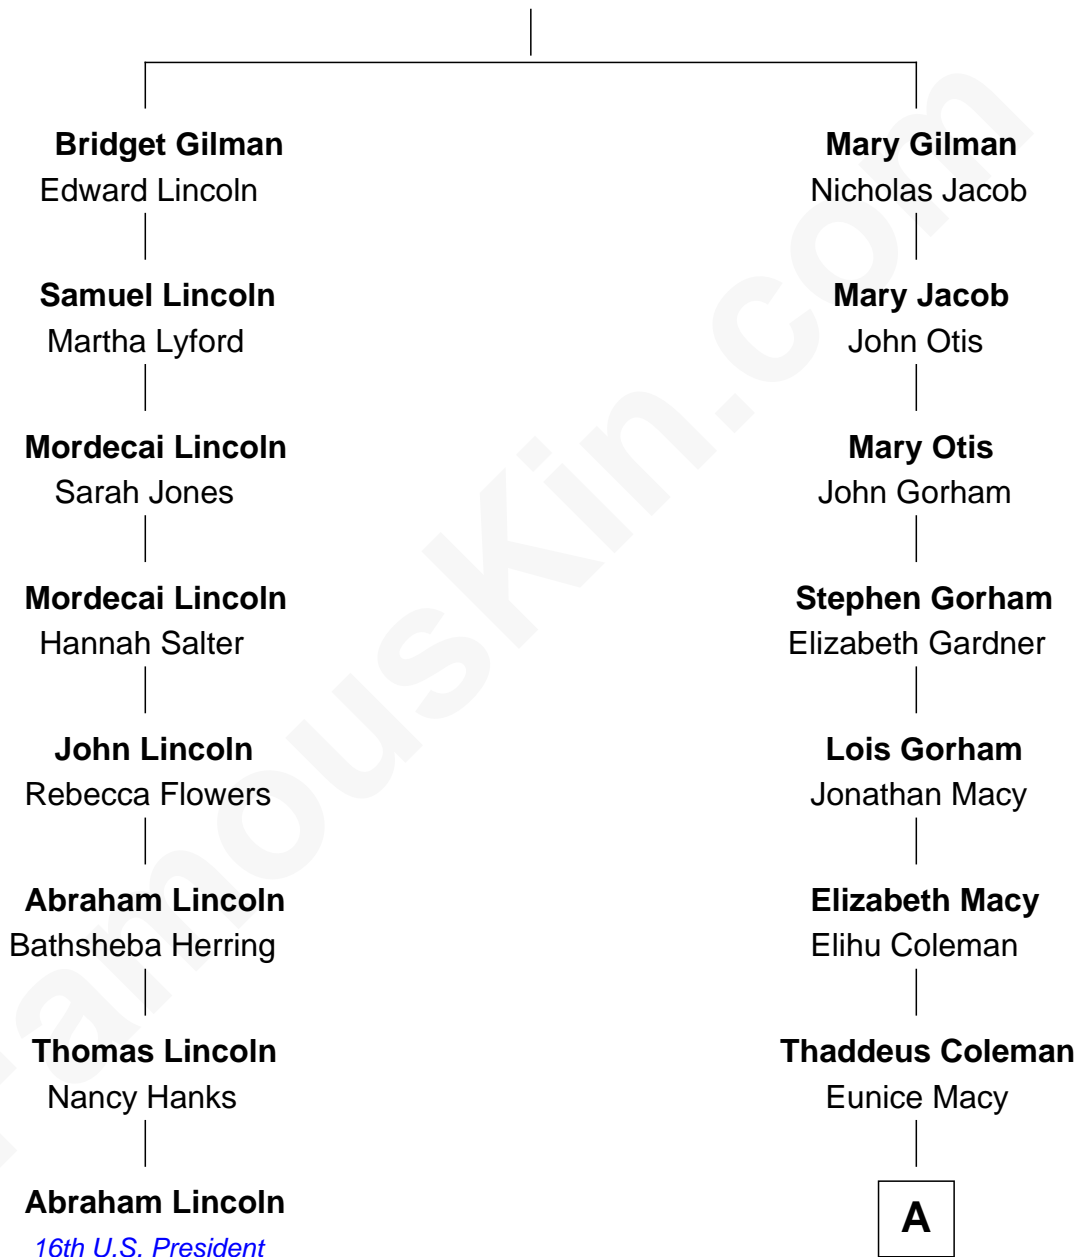 Bridget Gilman
Edward Lincoln
Samuel Lincoln
Martha Lyford
Mordecai Lincoln
Sarah Jones
Mordecai Lincoln
Hannah Salter
John Lincoln
Rebecca Flowers
Abraham Lincoln
Bathsheba Herring
Thomas Lincoln
Nancy Hanks
Abraham Lincoln
16th U.S. President
Mary Gilman
Nicholas Jacob
Mary Jacob
John Otis
Mary Otis
John Gorham
Stephen Gorham
Elizabeth Gardner
Lois Gorham
Jonathan Macy
Elizabeth Macy
Elihu Coleman
Thaddeus Coleman
Eunice Macy
A
FamousKin.com